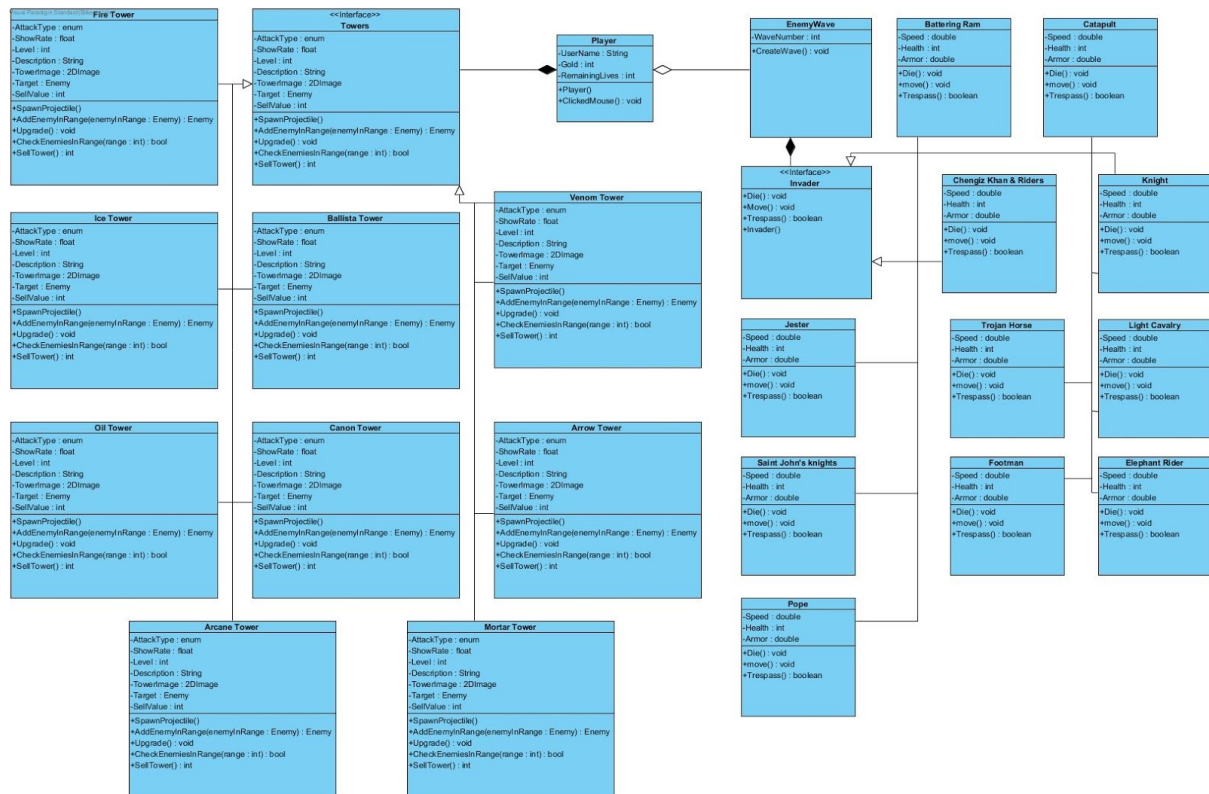 Fire Tower
-AttackType : enum
-ShowRate : float
-Level : int
-Description : String
-TowerImage : 2DImage
-Target : Enemy
-SellValue : int
+SpawnProjectile()
+AddEnemyInRange(enemyInRange : Enemy) : Enemy
+Upgrade() : void
+CheckEnemiesInRange(range : int) : bool
+SellTower() : int
<<Interface>>
Towers
-AttackType : enum
-ShowRate : float
-Level : int
-Description : String
-TowerImage : 2DImage
-Target : Enemy
-SellValue : int
+SpawnProjectile()
+AddEnemyInRange(enemyInRange : Enemy) : Enemy
+Upgrade() : void
+CheckEnemiesInRange(range : int) : bool
+SellTower() : int
Player
-UserName : String
-Gold : int
-RemainingLives : int
+Player()
+ClickedMouse() : void
EnemyWave
-WaveNumber : int
+CreateWave() : void
Battering Ram
-Speed : double
-Health : int
-Armor : double
+Die() : void
+move() : void
+Trespass() : boolean
Catapult
-Speed : double
-Health : int
-Armor : double
+Die() : void
+move() : void
+Trespass() : boolean
<<Interface>>
Invader
+Die() : void
+Move() : void
+Trespass() : boolean
+Invader()
Chengiz Khan & Riders
-Speed : double
-Health : int
-Armor : double
+Die() : void
+move() : void
+Trespass() : boolean
Knight
-Speed : double
-Health : int
-Armor : double
+Die() : void
+move() : void
+Trespass() : boolean
Ice Tower
-AttackType : enum
-ShowRate : float
-Level : int
-Description : String
-TowerImage : 2DImage
-Target : Enemy
-SellValue : int
+SpawnProjectile()
+AddEnemyInRange(enemyInRange : Enemy) : Enemy
+Upgrade() : void
+CheckEnemiesInRange(range : int) : bool
+SellTower() : int
Ballista Tower
-AttackType : enum
-ShowRate : float
-Level : int
-Description : String
-TowerImage : 2DImage
-Target : Enemy
-SellValue : int
+SpawnProjectile()
+AddEnemyInRange(enemyInRange : Enemy) : Enemy
+Upgrade() : void
+CheckEnemiesInRange(range : int) : bool
+SellTower() : int
Venom Tower
-AttackType : enum
-ShowRate : float
-Level : int
-Description : String
-TowerImage : 2DImage
-Target : Enemy
-SellValue : int
+SpawnProjectile()
+AddEnemyInRange(enemyInRange : Enemy) : Enemy
+Upgrade() : void
+CheckEnemiesInRange(range : int) : bool
+SellTower() : int
Jester
-Speed : double
-Health : int
-Armor : double
+Die() : void
+move() : void
+Trespass() : boolean
Trojan Horse
-Speed : double
-Health : int
-Armor : double
+Die() : void
+move() : void
+Trespass() : boolean
Light Cavalry
-Speed : double
-Health : int
-Armor : double
+Die() : void
+move() : void
+Trespass() : boolean
Oil Tower
-AttackType : enum
-ShowRate : float
-Level : int
-Description : String
-TowerImage : 2DImage
-Target : Enemy
-SellValue : int
+SpawnProjectile()
+AddEnemyInRange(enemyInRange : Enemy) : Enemy
+Upgrade() : void
+CheckEnemiesInRange(range : int) : bool
+SellTower() : int
Canon Tower
-AttackType : enum
-ShowRate : float
-Level : int
-Description : String
-TowerImage : 2DImage
-Target : Enemy
-SellValue : int
+SpawnProjectile()
+AddEnemyInRange(enemyInRange : Enemy) : Enemy
+Upgrade() : void
+CheckEnemiesInRange(range : int) : bool
+SellTower() : int
Arrow Tower
-AttackType : enum
-ShowRate : float
-Level : int
-Description : String
-TowerImage : 2DImage
-Target : Enemy
-SellValue : int
+SpawnProjectile()
+AddEnemyInRange(enemyInRange : Enemy) : Enemy
+Upgrade() : void
+CheckEnemiesInRange(range : int) : bool
+SellTower() : int
Saint John's knights
-Speed : double
-Health : int
-Armor : double
+Die() : void
+move() : void
+Trespass() : boolean
Footman
-Speed : double
-Health : int
-Armor : double
+Die() : void
+move() : void
+Trespass() : boolean
Elephant Rider
-Speed : double
-Health : int
-Armor : double
+Die() : void
+move() : void
+Trespass() : boolean
Pope
-Speed : double
-Health : int
-Armor : double
+Die() : void
+move() : void
+Trespass() : boolean
Arcane Tower
-AttackType : enum
-ShowRate : float
-Level : int
-Description : String
-TowerImage : 2DImage
-Target : Enemy
-SellValue : int
+SpawnProjectile()
+AddEnemyInRange(enemyInRange : Enemy) : Enemy
+Upgrade() : void
+CheckEnemiesInRange(range : int) : bool
+SellTower() : int
Mortar Tower
-AttackType : enum
-ShowRate : float
-Level : int
-Description : String
-TowerImage : 2DImage
-Target : Enemy
-SellValue : int
+SpawnProjectile()
+AddEnemyInRange(enemyInRange : Enemy) : Enemy
+Upgrade() : void
+CheckEnemiesInRange(range : int) : bool
+SellTower() : int